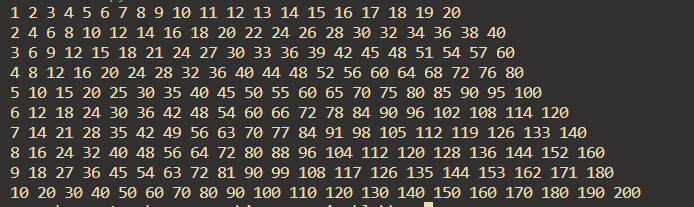 1 2 3 4 5 6 7 8 9 10 11 12 13 14 15 16 17 18 19 20
2 4 6 8 10 12 14 16 18 20 22 24 26 28 30 32 34 36 38 40
3 6 9 12 15 18 21 24 27 30 33 36 39 42 45 48 51 54 57 60
4 8 12 16 20 24 28 32 36 40 44 48 52 56 60 64 68 72 76 80
5 10 15 20 25 30 35 40 45 50 55 60 65 70 75 80 85 90 95 100
6 12 18 24 30 36 42 48 54 60 66 72 78 84 90 96 102 108 114 120
7 14 21 28 35 42 49 56 63 70 77 84 91 98 105 112 119 126 133 140
8 16 24 32 40 48 56 64 72 80 88 96 104 112 120 128 136 144 152 160
9 18 27 36 45 54 63 72 81 90 99 108 117 126 135 144 153 162 171 180
10 20 30 40 50 60 70 80 90 100 110 120 130 140 150 160 170 180 190 200